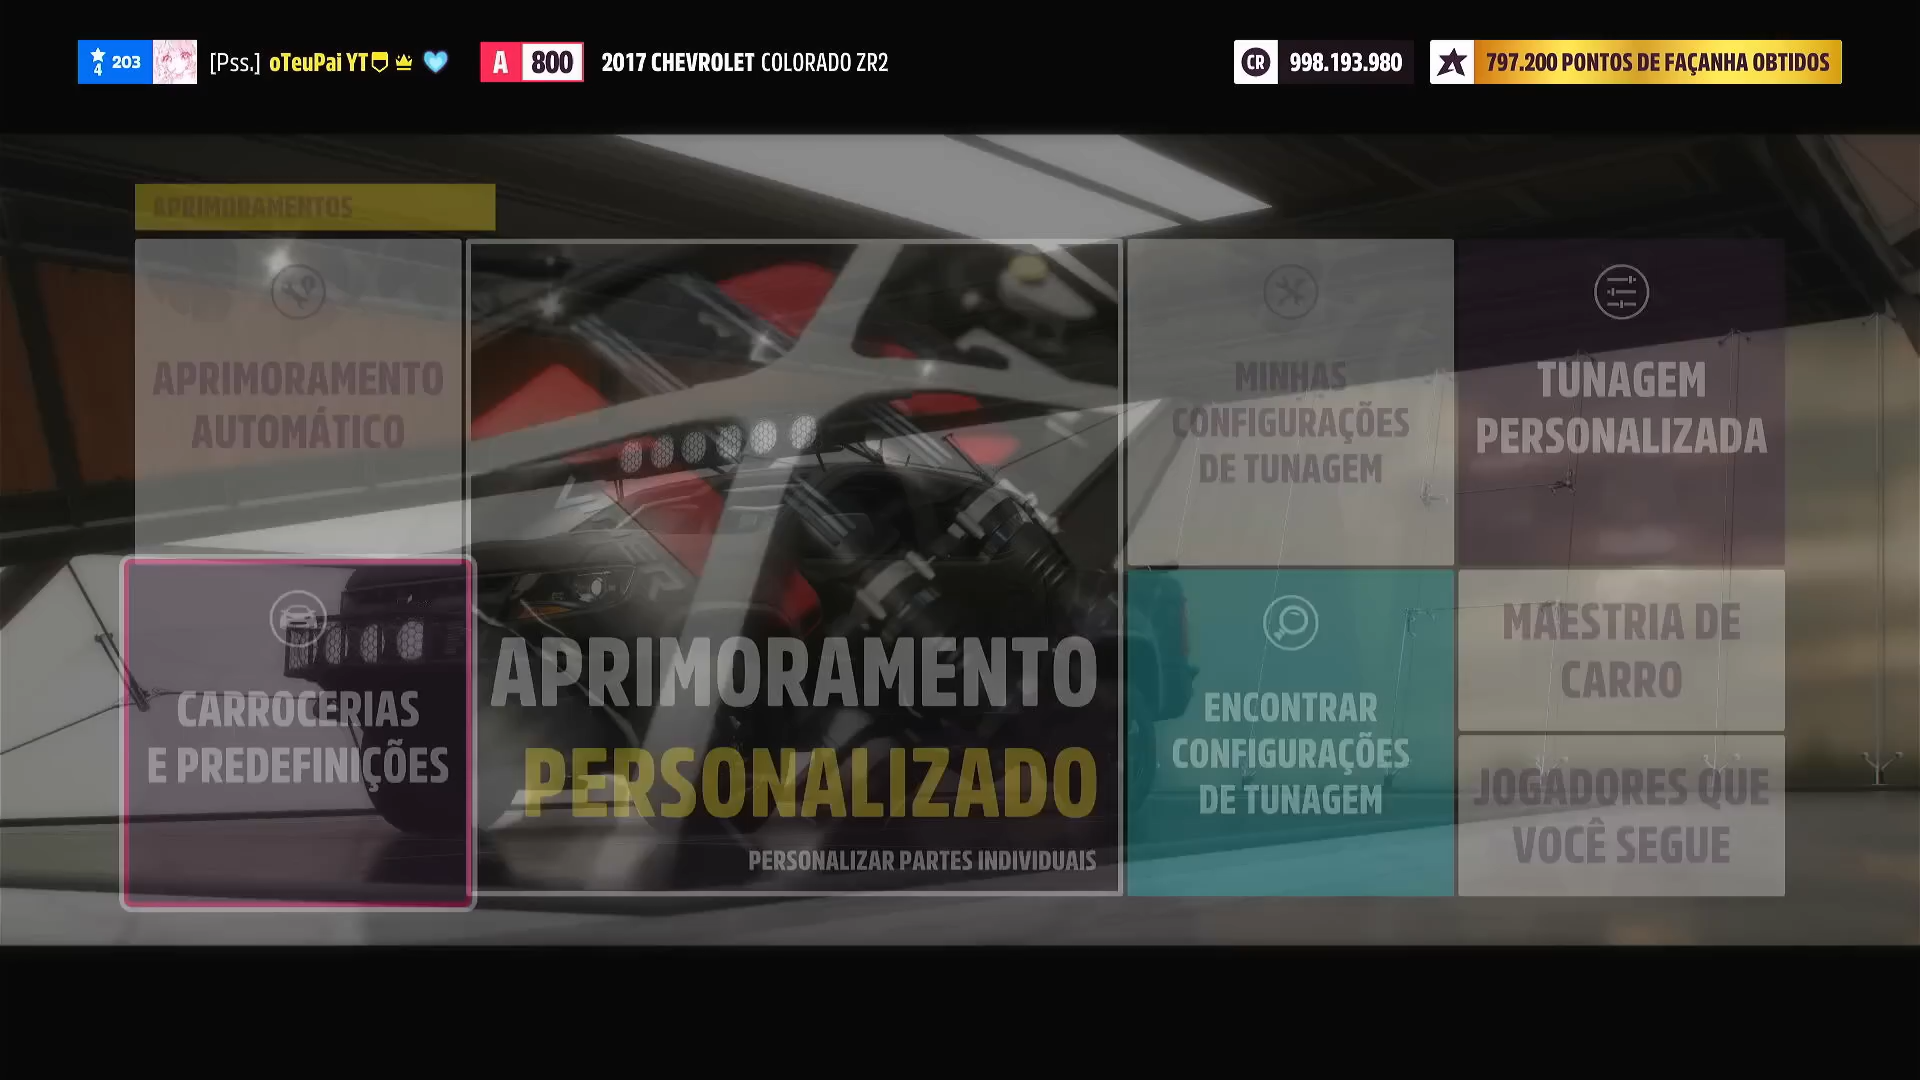 4 203 [Pss.] oTeuPai YT A 800 2017 CHEVROLET COLORADO ZR2 CR 998.193.980 797.200 PONTOS DE FAÇANHA OBTIDOS
APRIMORAMENTOS
APRIMORAMENTO
AUTOMÁTICO
CARROCERIAS
E PREDEFINIÇÕES
APRIMORAMENTO
PERSONALIZADO
PERSONALIZAR PARTES INDIVIDUAIS
MINHAS
CONFIGURAÇÕES
DE TUNAGEM
ENCONTRAR
CONFIGURAÇÕES
DE TUNAGEM
TUNAGEM
PERSONALIZADA
MAESTRIA DE
CARRO
JOGADORES QUE
VOCÊ SEGUE